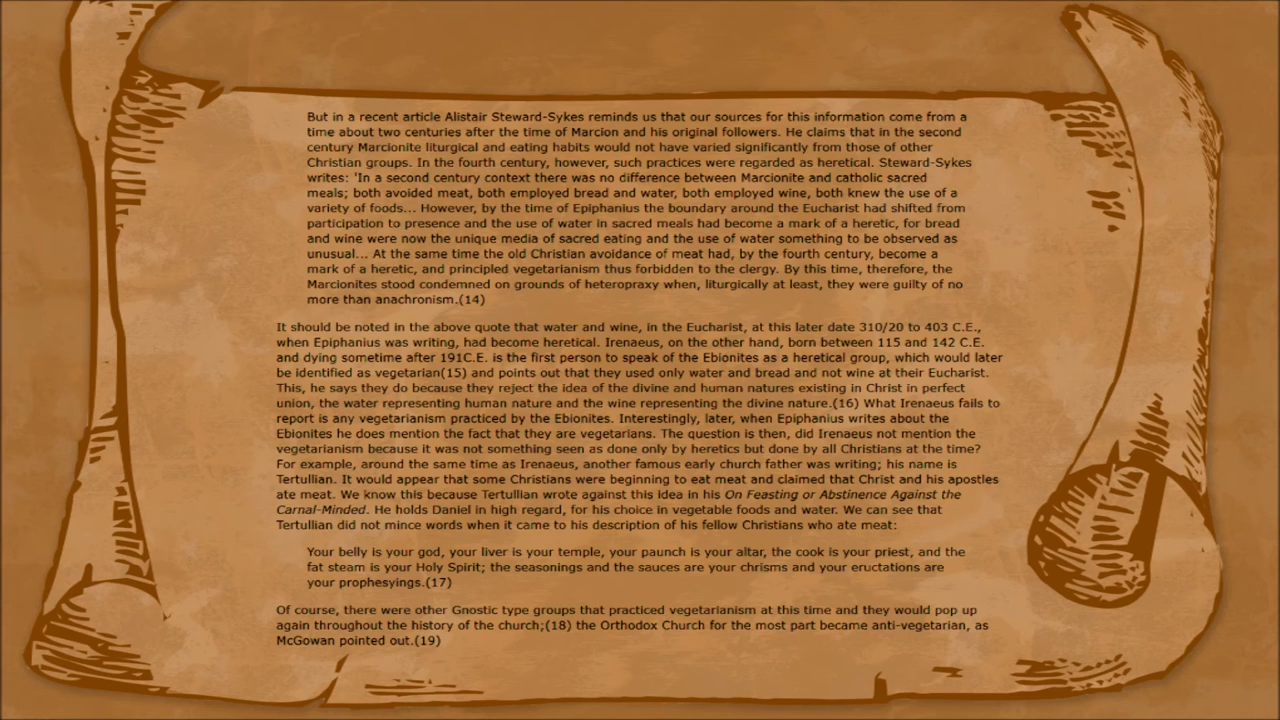 But in a recent article Alistair Steward-Sykes reminds us that our sources for this information come from a
time about two centuries after the time of Marcion and his original followers. He claims that in the second
century Marcionite liturgical and eating habits would not have varied significantly from those of other
Christian groups. In the fourth century, however, such practices were regarded as heretical. Steward-Sykes
writes: 'In a second century context there was no difference between Marcionite and catholic sacred
meals; both avoided meat, both employed bread and water, both employed wine, both knew the use of a
variety of foods... However, by the time of Epiphanius the boundary around the Eucharist had shifted from
participation to presence and the use of water in sacred meals had become a mark of a heretic, for bread
and wine were now the unique media of sacred eating and the use of water something to be observed as
unusual... At the same time the old Christian avoidance of meat had, by the fourth century, become a
mark of a heretic, and principled vegetarianism thus forbidden to the clergy. By this time, therefore, the
Marcionites stood condemned on grounds of heteropraxy when, liturgically at least, they were guilty of no
more than anachronism.(14)
It should be noted in the above quote that water and wine, in the Eucharist, at this later date 310/20 to 403 C.E.,
when Epiphanius was writing, had become heretical. Irenaeus, on the other hand, born between 115 and 142 C.E.
and dying sometime after 191C.E. is the first person to speak of the Ebionites as a heretical group, which would later
be identified as vegetarian(15) and points out that they used only water and bread and not wine at their Eucharist.
This, he says they do because they reject the idea of the divine and human natures existing in Christ in perfect
union, the water representing human nature and the wine representing the divine nature.(16) What Irenaeus fails to
report is any vegetarianism practiced by the Ebionites. Interestingly, later, when Epiphanius writes about the
Ebionites he does mention the fact that they are vegetarians. The question is then, did Irenaeus not mention the
vegetarianism because it was not something seen as done only by heretics but done by all Christians at the time?
For example, around the same time as Irenaeus, another famous early church father was writing; his name is
Tertullian. It would appear that some Christians were beginning to eat meat and claimed that Christ and his apostles
ate meat. We know this because Tertullian wrote against this idea in his On Feasting or Abstinence Against the
Carnal-Minded. He holds Daniel in high regard, for his choice in vegetable foods and water. We can see that
Tertullian did not mince words when it came to his description of his fellow Christians who ate meat:
Your belly is your god, your liver is your temple, your paunch is your altar, the cook is your priest, and the
fat steam is your Holy Spirit; the seasonings and the sauces are your chrisms and your eructations are
your prophesyings.(17)
Of course, there were other Gnostic type groups that practiced vegetarianism at this time and they would pop up
again throughout the history of the church;(18) the Orthodox Church for the most part became anti-vegetarian, as
McGowan pointed out.(19)